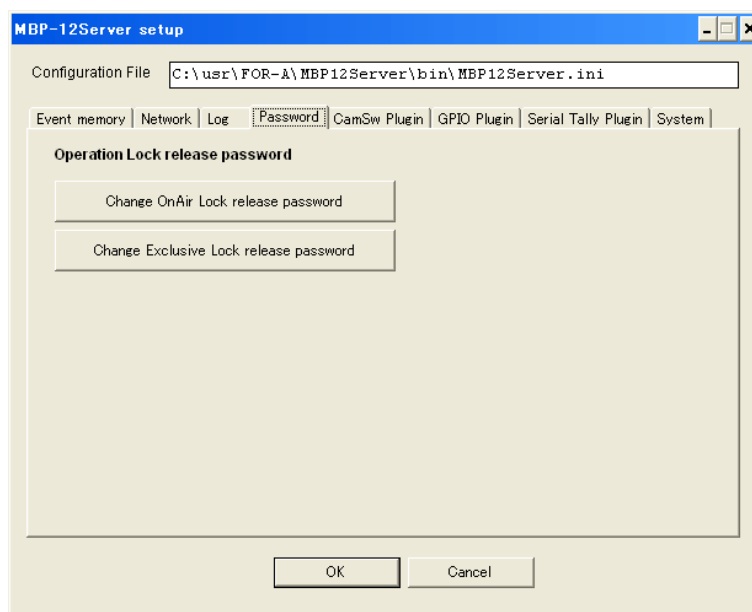 MBP-12Server setup
Configuration File C:\usr\FOR-A\MBP12Server\bin\MBP12Server.ini
Event memory Network Log Password CamSw Plugin GPIO Plugin Serial Tally Plugin System
Operation Lock release password
Change OnAir Lock release password
Change Exclusive Lock release password
OK Cancel